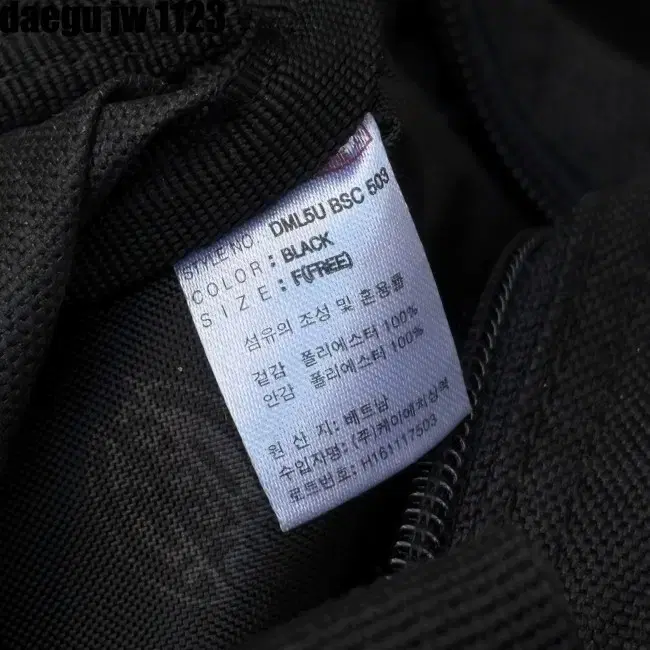 daegu jw 1123
STYLE NO. DML5U BSC 503
COLOR : BLACK
SIZE : F(FREE)
섬유의 조성 및 혼용률
겉감 폴리에스터 100%
안감 폴리에스터 100%
원 산 지: 베트남
수입자명: (주)케이에치상역
로트번호: H161117503